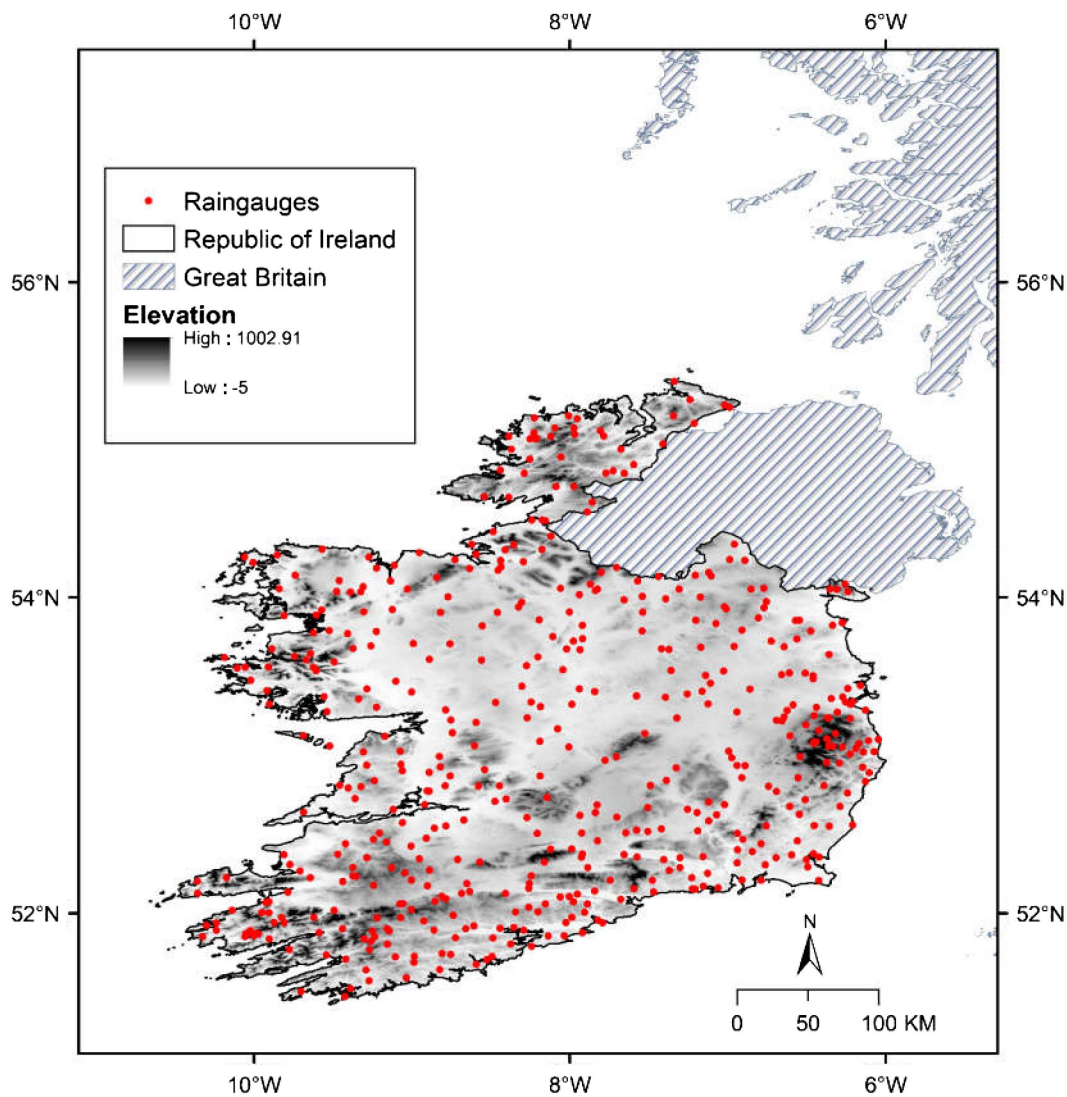 10°W 8°W 6°W
Raingauges
Republic of Ireland
Great Britain
Elevation
High : 1002.91
Low : -5
56°N 56°N
54°N 54°N
52°N 52°N
N
0 50 100 KM
10°W 8°W 6°W